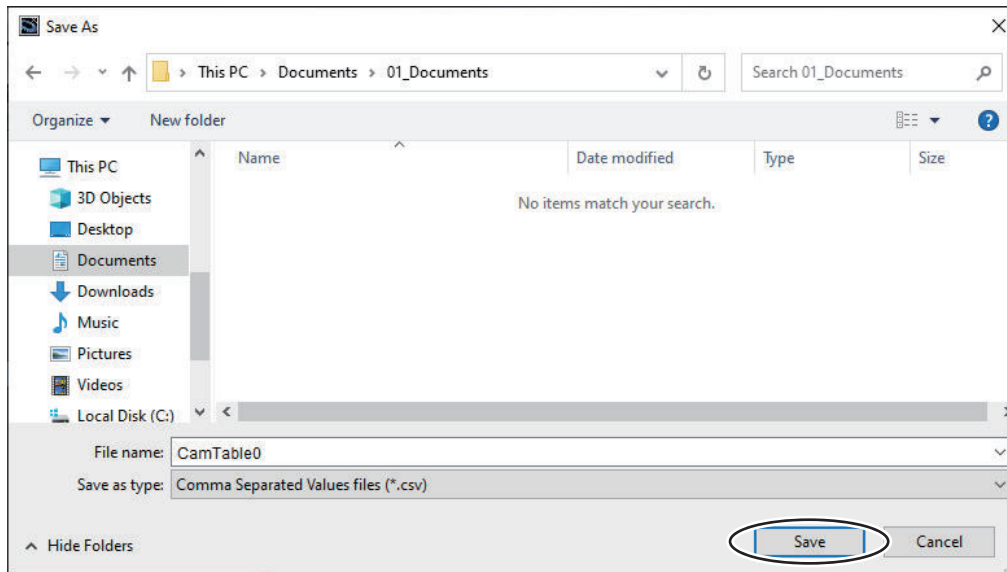 Save As
This PC > Documents > 01_Documents
Search 01_Documents
Organize
New folder
Name
Date modified
Type
Size
No items match your search.
This PC
3D Objects
Desktop
Documents
Downloads
Music
Pictures
Videos
Local Disk (C:)
File name: CamTable0
Save as type: Comma Separated Values files (*.csv)
Hide Folders
Save
Cancel